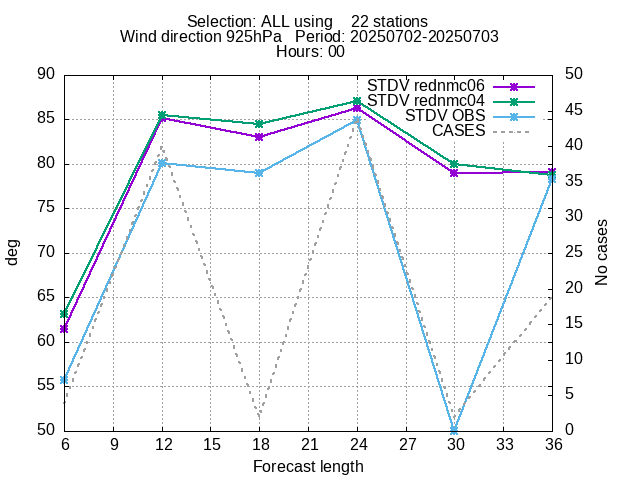 Selection: ALL using    22 stations
Wind direction 925hPa   Period: 20250702-20250703
Hours: 00
STDV rednmc06
STDV rednmc04
STDV OBS
CASES
90
85
80
75
70
65
60
55
50
deg
50
45
40
35
30
25
20
15
10
5
0
No cases
6 9 12 15 18 21 24 27 30 33 36
Forecast length